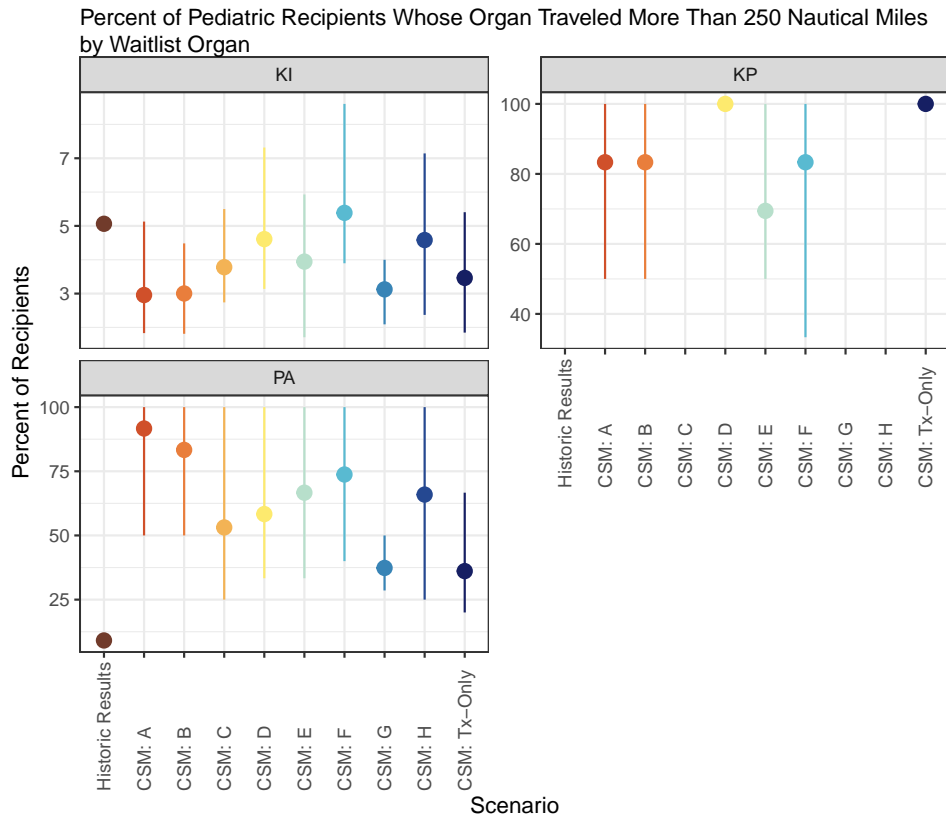 Percent of Pediatric Recipients Whose Organ Traveled More Than 250 Nautical Miles
by Waitlist Organ
KI
KP
7
5
3
100
80
60
40
PA
100
75
50
25
Percent of Recipients
Historic Results
CSM: A
CSM: B
CSM: C
CSM: D
CSM: E
CSM: F
CSM: G
CSM: H
CSM: Tx−Only
Historic Results
CSM: A
CSM: B
CSM: C
CSM: D
CSM: E
CSM: F
CSM: G
CSM: H
CSM: Tx−Only
Scenario